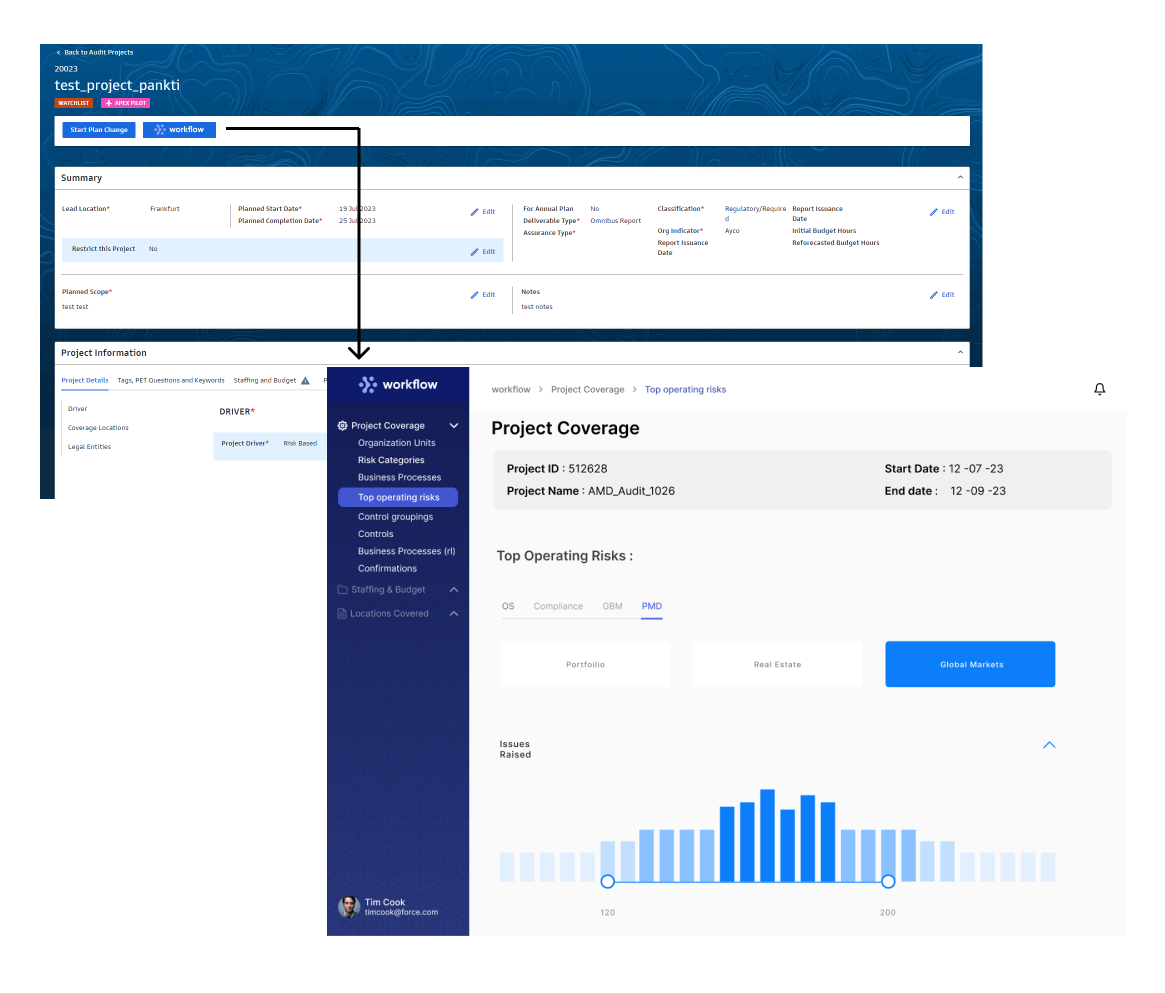 < Back to Audit Projects
20023
test_project_pankti
WATCHLIST APEX PILOT
Start Plan Change workflow
Summary
Lead Location* Frankfurt Planned Start Date* 19 Jul 2023 Edit For Annual Plan No Classification* Regulatory/Require Report Issuance Edit
Planned Completion Date* 25 Jul 2023 Deliverable Type* Omnibus Report d Date
Assurance Type* Org Indicator* Ayco Initial Budget Hours
Report Issuance Reforecasted Budget Hours
Date
Restrict this Project No Edit
Planned Scope* Edit Notes Edit
test test test notes
Project Information
Project Details Tags, PET Questions and Keywords Staffing and Budget P
Driver DRIVER*
Coverage Locations
Legal Entities Project Driver* Risk Based
workflow
Project Coverage
Organization Units
Risk Categories
Business Processes
Top operating risks
Control groupings
Controls
Business Processes (rl)
Confirmations
Staffing & Budget
Locations Covered
Tim Cook
timcook@force.com
workflow > Project Coverage > Top operating risks
Project Coverage
Project ID : 512628 Start Date : 12 -07 -23
Project Name : AMD_Audit_1026 End date : 12 -09 -23
Top Operating Risks :
OS Compliance GBM PMD
Portfoilio Real Estate Global Markets
Issues
Raised
120 200